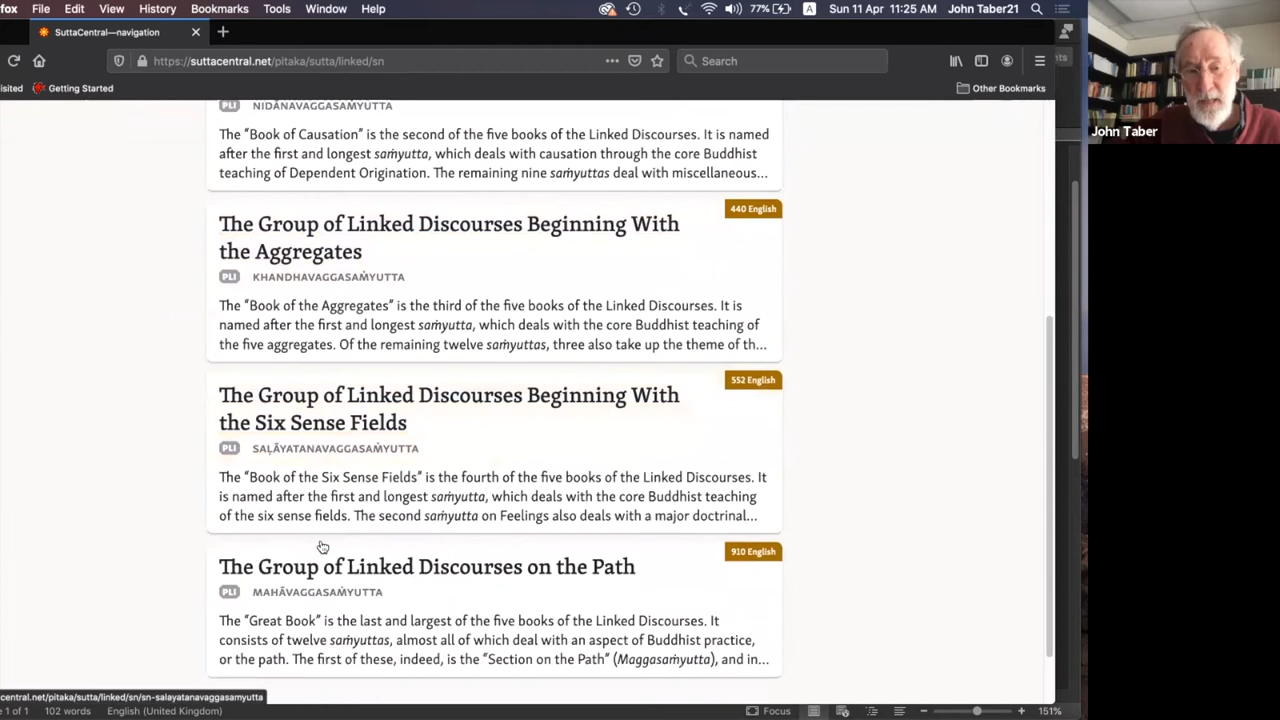 fox File Edit View History Bookmarks Tools Window Help 77% A Sun 11 Apr 11:25 AM John Taber21
SuttaCentral—navigation
https://suttacentral.net/pitaka/sutta/linked/sn Search
isited Getting Started Other Bookmarks
PLI NIDĀNAVAGGASAṀYUTTA
The “Book of Causation” is the second of the five books of the Linked Discourses. It is named
after the first and longest saṁyutta, which deals with causation through the core Buddhist
teaching of Dependent Origination. The remaining nine saṁyuttas deal with miscellaneous…
440 English
The Group of Linked Discourses Beginning With
the Aggregates
PLI KHANDHAVAGGASAṀYUTTA
The “Book of the Aggregates” is the third of the five books of the Linked Discourses. It is
named after the first and longest saṁyutta, which deals with the core Buddhist teaching of
the five aggregates. Of the remaining twelve saṁyuttas, three also take up the theme of th…
552 English
The Group of Linked Discourses Beginning With
the Six Sense Fields
PLI SAḶĀYATANAVAGGASAṀYUTTA
The “Book of the Six Sense Fields” is the fourth of the five books of the Linked Discourses. It
is named after the first and longest saṁyutta, which deals with the core Buddhist teaching
of the six sense fields. The second saṁyutta on Feelings also deals with a major doctrinal…
910 English
The Group of Linked Discourses on the Path
PLI MAHĀVAGGASAṀYUTTA
The “Great Book” is the last and largest of the five books of the Linked Discourses. It
consists of twelve saṁyuttas, almost all of which deal with an aspect of Buddhist practice,
or the path. The first of these, indeed, is the “Section on the Path” (Maggasaṁyutta), and in…
central.net/pitaka/sutta/linked/sn/sn-salayatanavaggasamyutta
e 1 of 1 102 words English (United Kingdom) Focus 151%
John Taber
nts